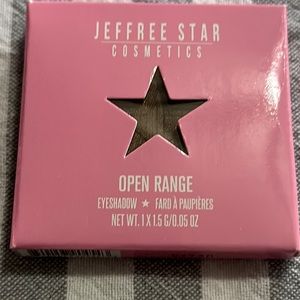 JEFFREE STAR
COSMETICS
OPEN RANGE
EYESHADOW ★ FARD À PAUPIÈRES
NET WT. 1 X 1.5 G/0.05 OZ